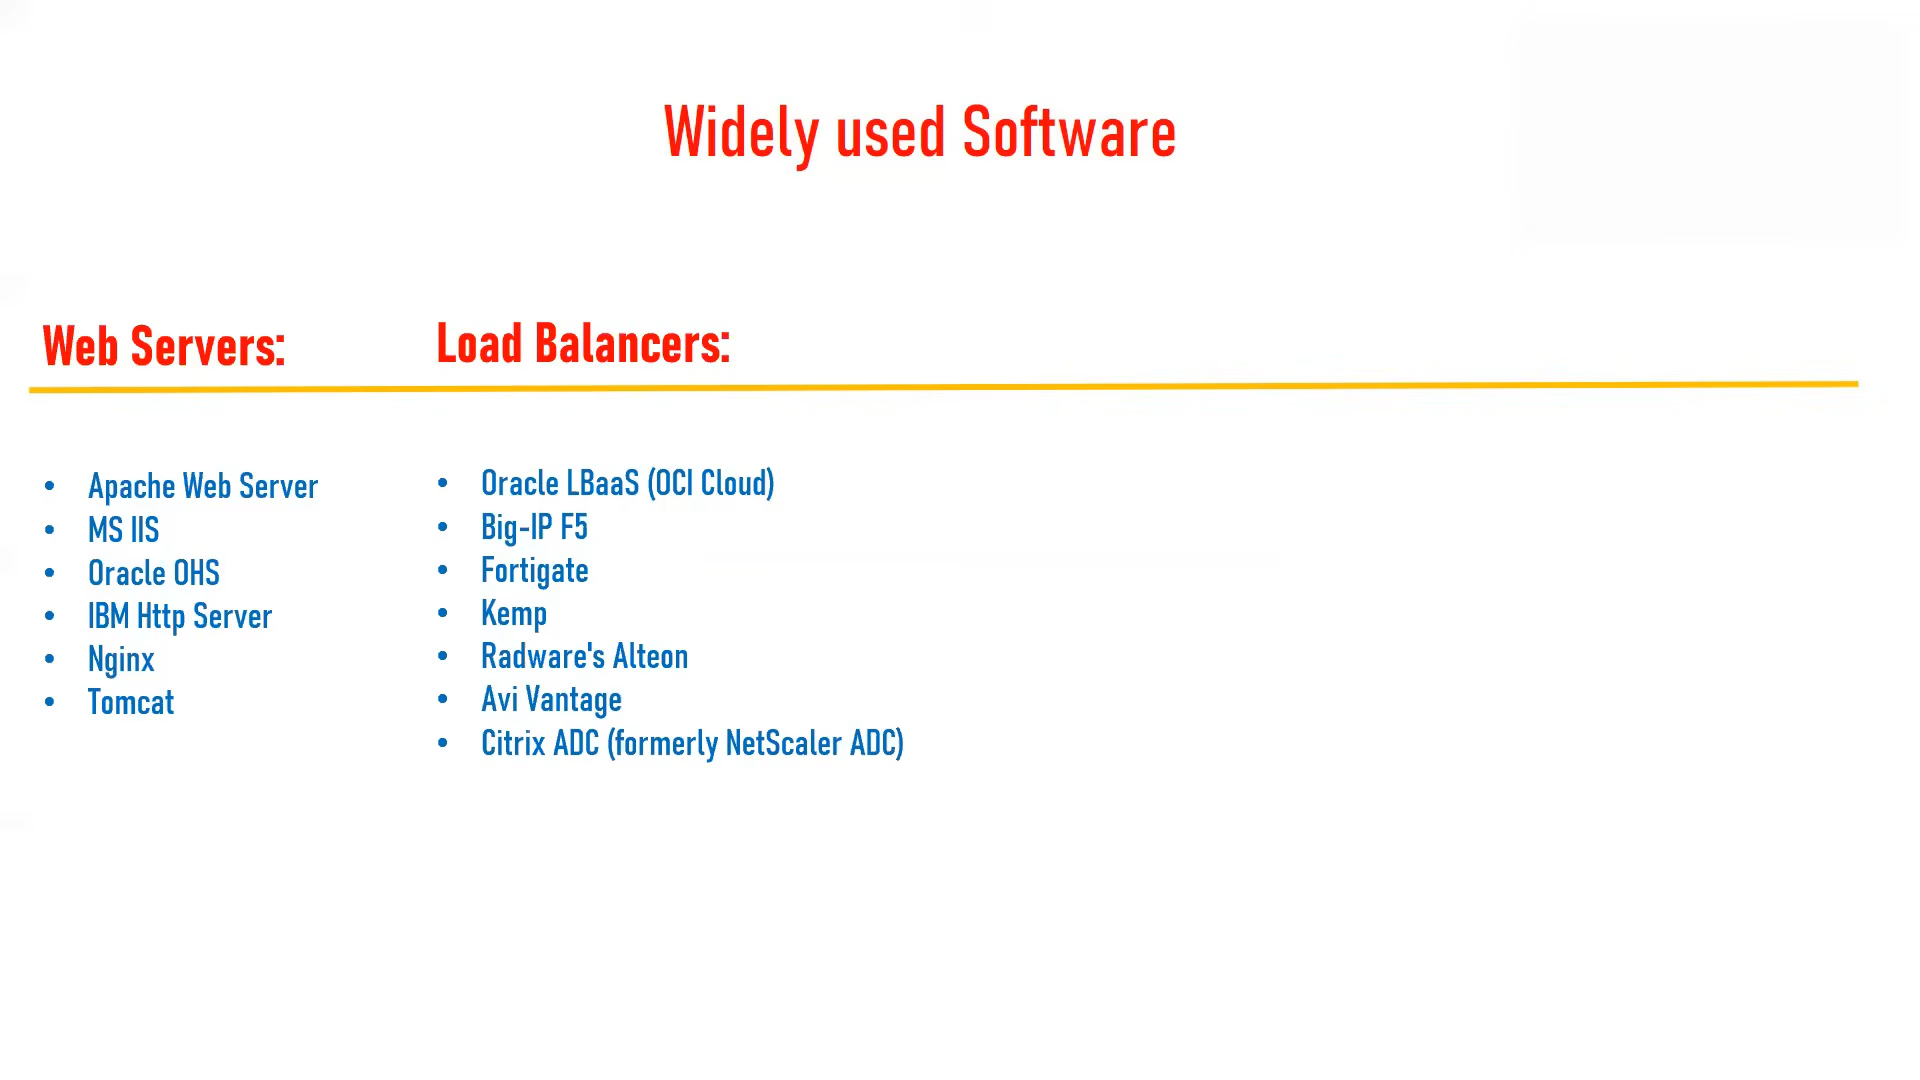 Widely used Software
Web Servers:
• Apache Web Server
• MS IIS
• Oracle OHS
• IBM Http Server
• Nginx
• Tomcat
Load Balancers:
• Oracle LBaaS (OCI Cloud)
• Big-IP F5
• Fortigate
• Kemp
• Radware's Alteon
• Avi Vantage
• Citrix ADC (formerly NetScaler ADC)